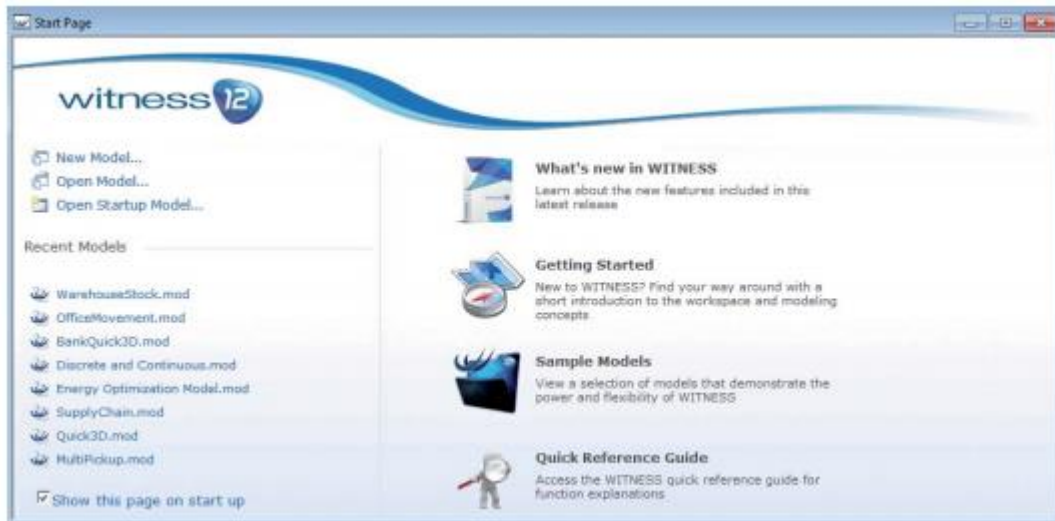 Start Page
witness 12
New Model...
Open Model...
Open Startup Model...
Recent Models
WarehouseStock.mod
OfficeMovement.mod
BankQuick3D.mod
Discrete and Continuous.mod
Energy Optimization Model.mod
SupplyChain.mod
Quick3D.mod
MultiPickup.mod
Show this page on start up
What's new in WITNESS
Learn about the new features included in this
latest release
Getting Started
New to WITNESS? Find your way around with a
short introduction to the workspace and modeling
concepts
Sample Models
View a selection of models that demonstrate the
power and flexibility of WITNESS
Quick Reference Guide
Access the WITNESS quick reference guide for
function explanations